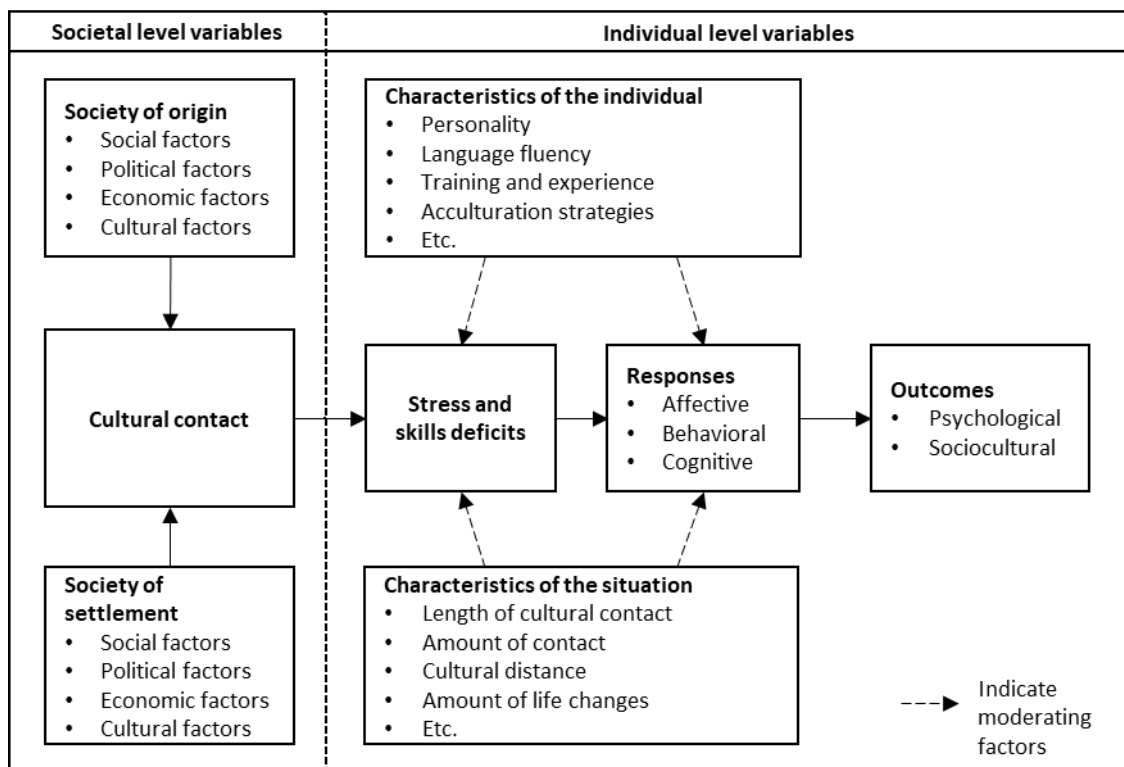 Societal level variables
Individual level variables
Society of origin
• Social factors
• Political factors
• Economic factors
• Cultural factors
Characteristics of the individual
• Personality
• Language fluency
• Training and experience
• Acculturation strategies
• Etc.
Cultural contact
Stress and
skills deficits
Responses
• Affective
• Behavioral
• Cognitive
Outcomes
• Psychological
• Sociocultural
Society of
settlement
• Social factors
• Political factors
• Economic factors
• Cultural factors
Characteristics of the situation
• Length of cultural contact
• Amount of contact
• Cultural distance
• Amount of life changes
• Etc.
Indicate
moderating
factors